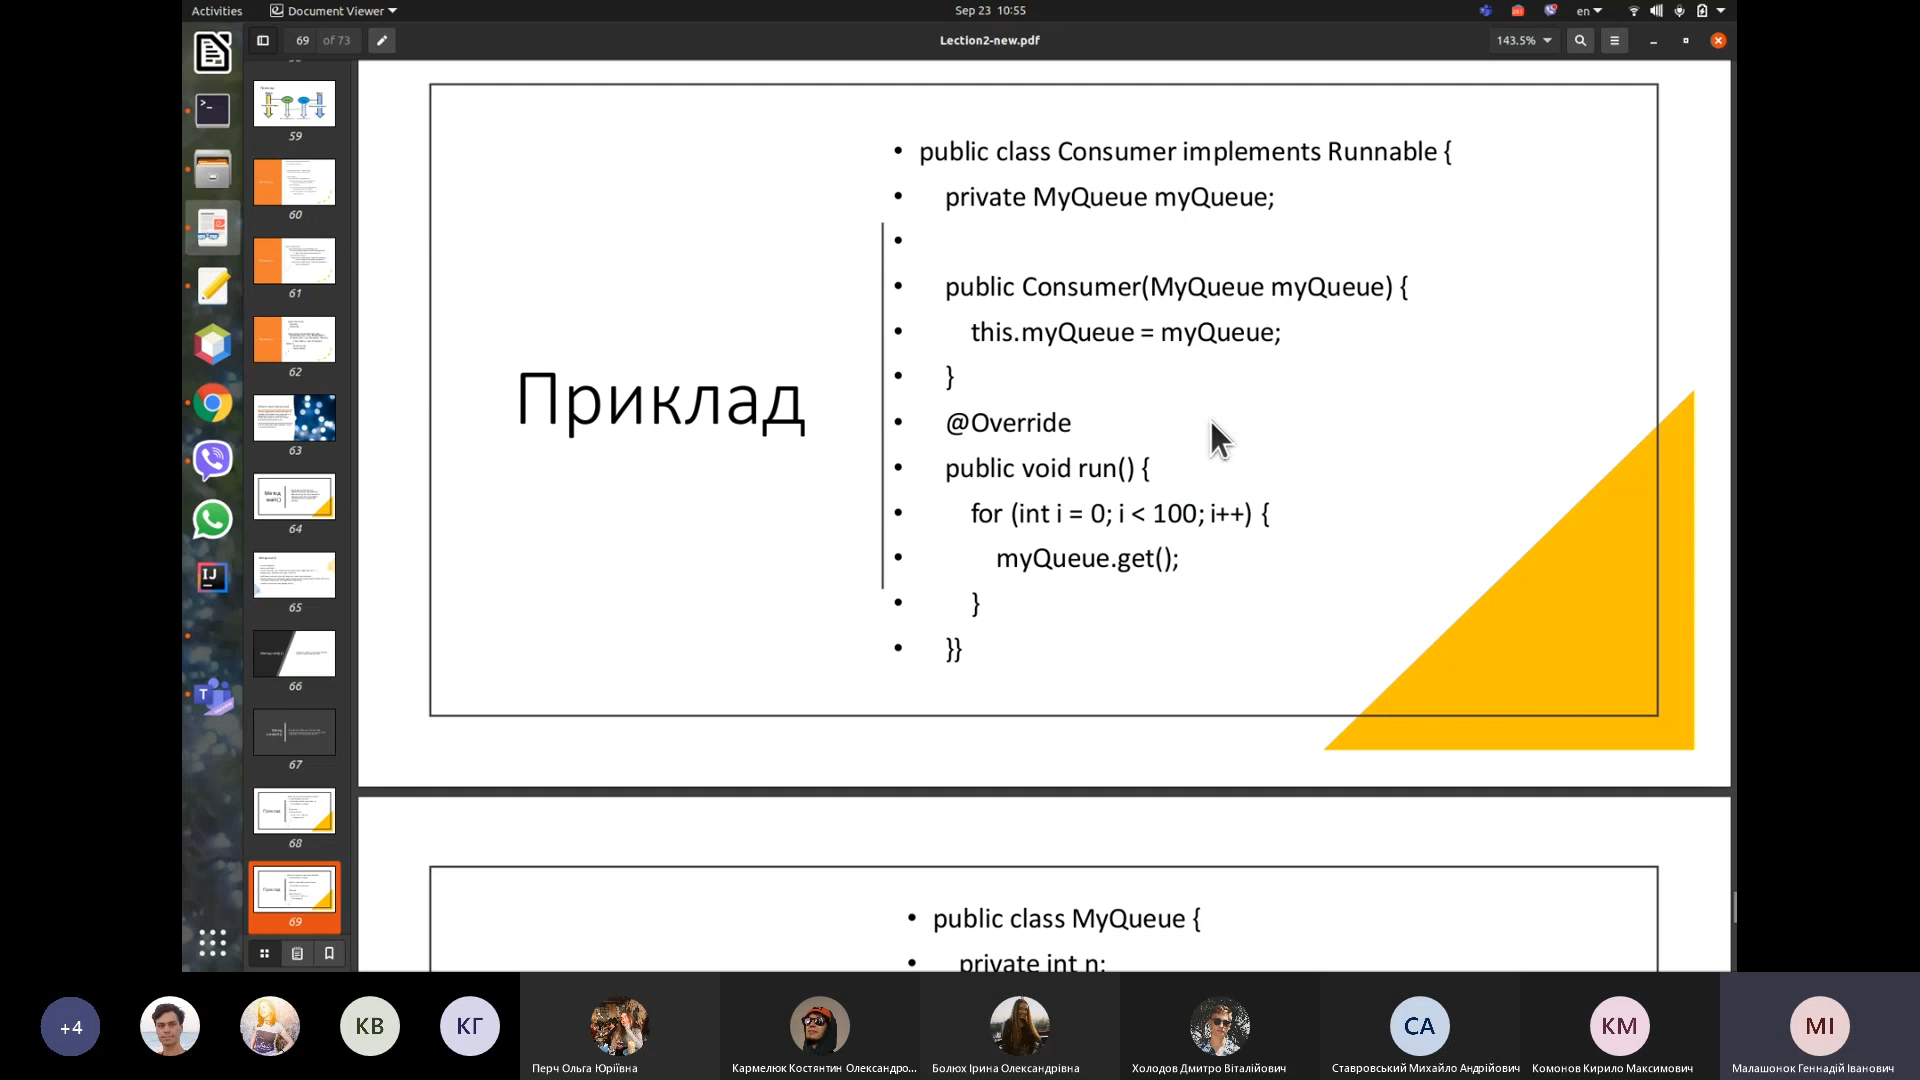 Activities
Document Viewer
Sep 23 10:55
en
69 of 73
Lection2-new.pdf
143.5%
59
60
61
62
63
64
65
66
67
68
69
Приклад
• public class Consumer implements Runnable {
• private MyQueue myQueue;
•
• public Consumer(MyQueue myQueue) {
• this.myQueue = myQueue;
• }
• @Override
• public void run() {
• for (int i = 0; i < 100; i++) {
• myQueue.get();
• }
• }}
• public class MyQueue {
• private int n;
+4
КВ
КГ
СА
КМ
МІ
Перч Ольга Юріївна
Кармелюк Костянтин Олександро...
Болюх Ірина Олександрівна
Холодов Дмитро Віталійович
Ставровський Михайло Андрійович
Комонов Кирило Максимович
Малашонок Геннадій Іванович